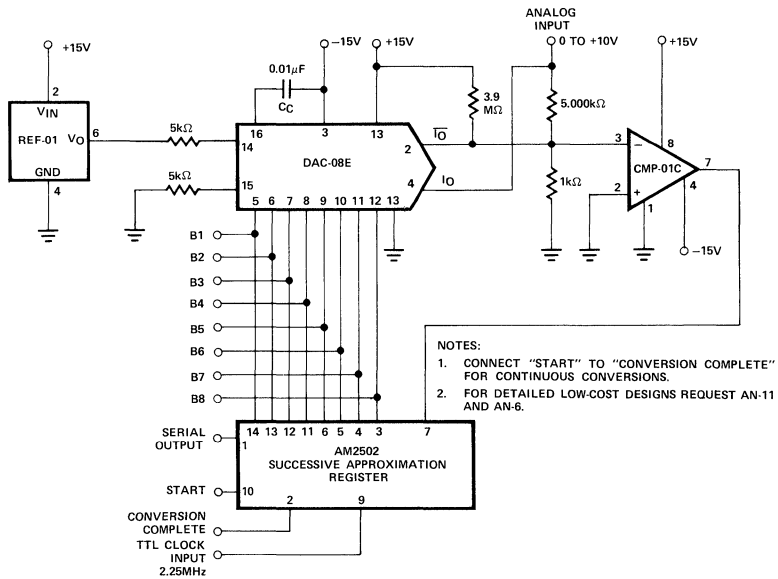 ANALOG
INPUT
0 TO +10V
+15V
−15V
+15V
+15V
0.01μF
CC
3.9
MΩ
5.000kΩ
2
VIN
REF-01
VO
6
GND
4
5kΩ
5kΩ
16
3
13
14
15
DAC-08E
2
IO
4
IO
5 6 7 8 9 10 11 12 13
1kΩ
3
−
8
CMP-01C
7
2
+
4
1
−15V
B1
B2
B3
B4
B5
B6
B7
B8
NOTES:
1. CONNECT "START" TO "CONVERSION COMPLETE"
FOR CONTINUOUS CONVERSIONS.
2. FOR DETAILED LOW-COST DESIGNS REQUEST AN-11
AND AN-6.
SERIAL
OUTPUT
14 13 12 11 6 5 4 3 7
1
AM2502
SUCCESSIVE APPROXIMATION
REGISTER
START
10
2
9
CONVERSION
COMPLETE
TTL CLOCK
INPUT
2.25MHz